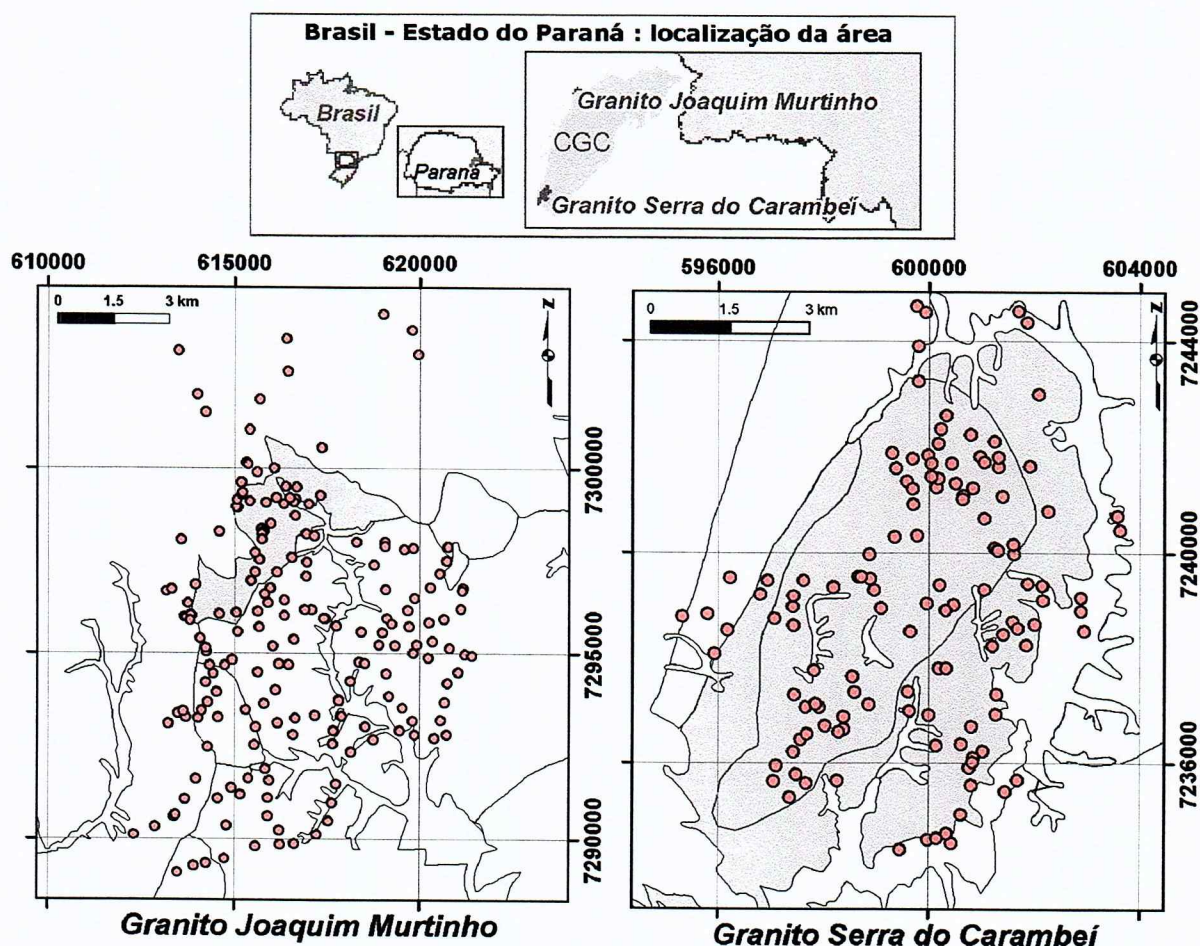 Brasil - Estado do Paraná : localização da área
Brasil
Paraná
Granito Joaquim Murtinho
CGC
Granito Serra do Carambeí
610000 615000 620000
0 1.5 3 km
N
7300000
7295000
7290000
Granito Joaquim Murtinho
596000 600000 604000
0 1.5 3 km
N
7244000
7240000
7236000
Granito Serra do Carambeí